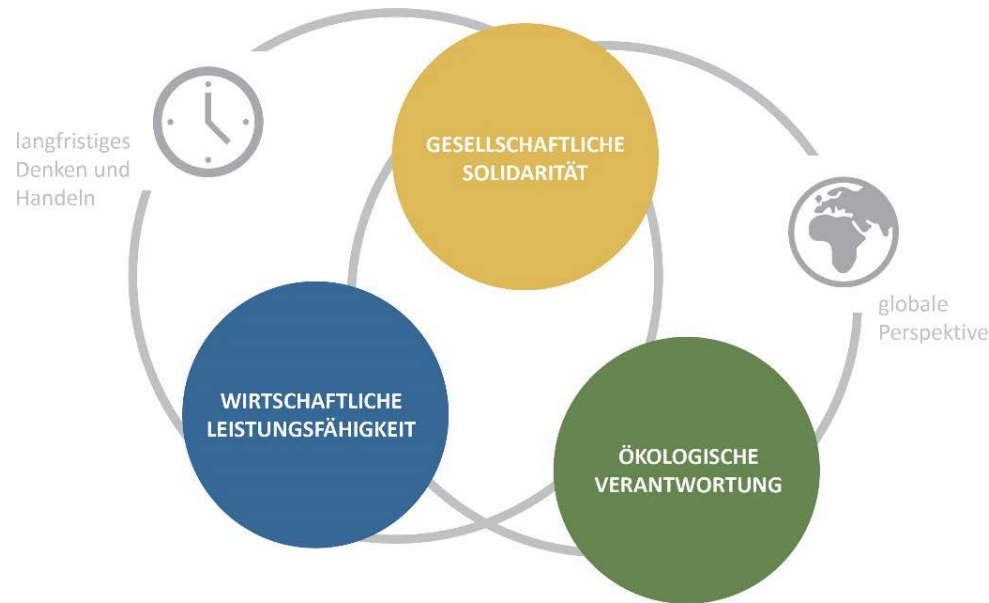 langfristiges
Denken und
Handeln
GESELLSCHAFTLICHE
SOLIDARITÄT
globale
Perspektive
WIRTSCHAFTLICHE
LEISTUNGSFÄHIGKEIT
ÖKOLOGISCHE
VERANTWORTUNG